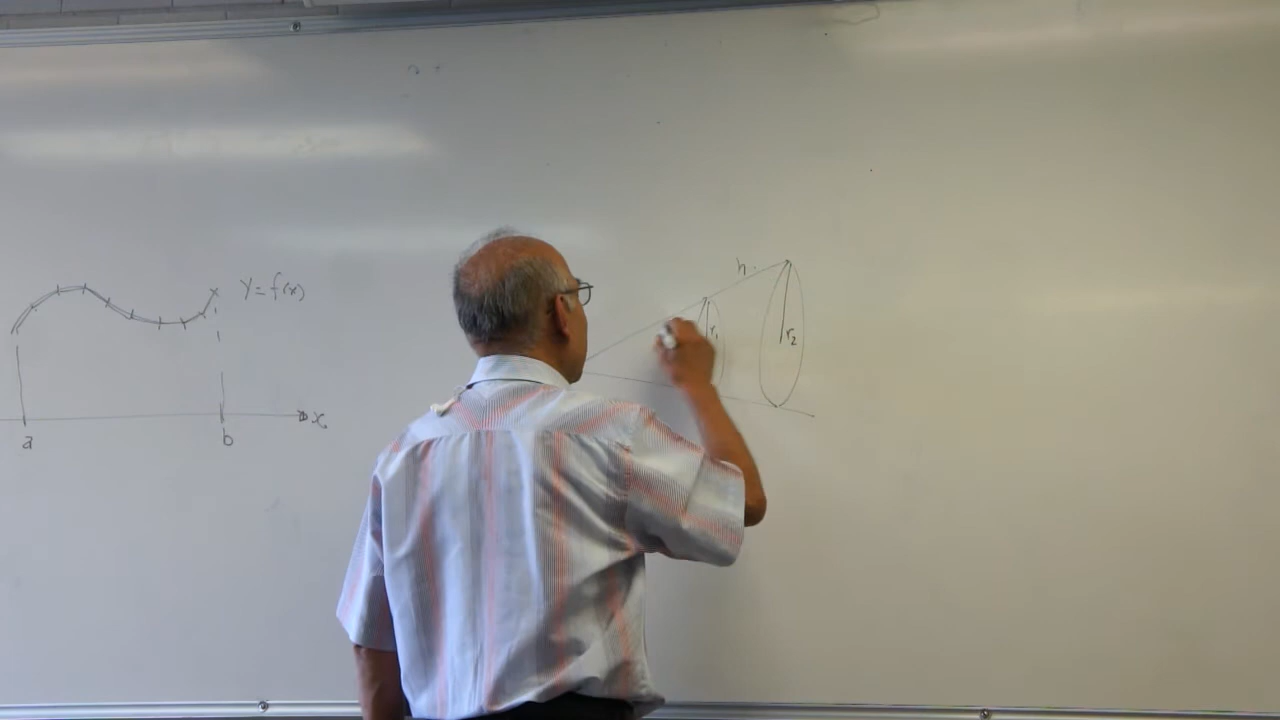 y = f(x)
a
b
x
h
r₁
r₂